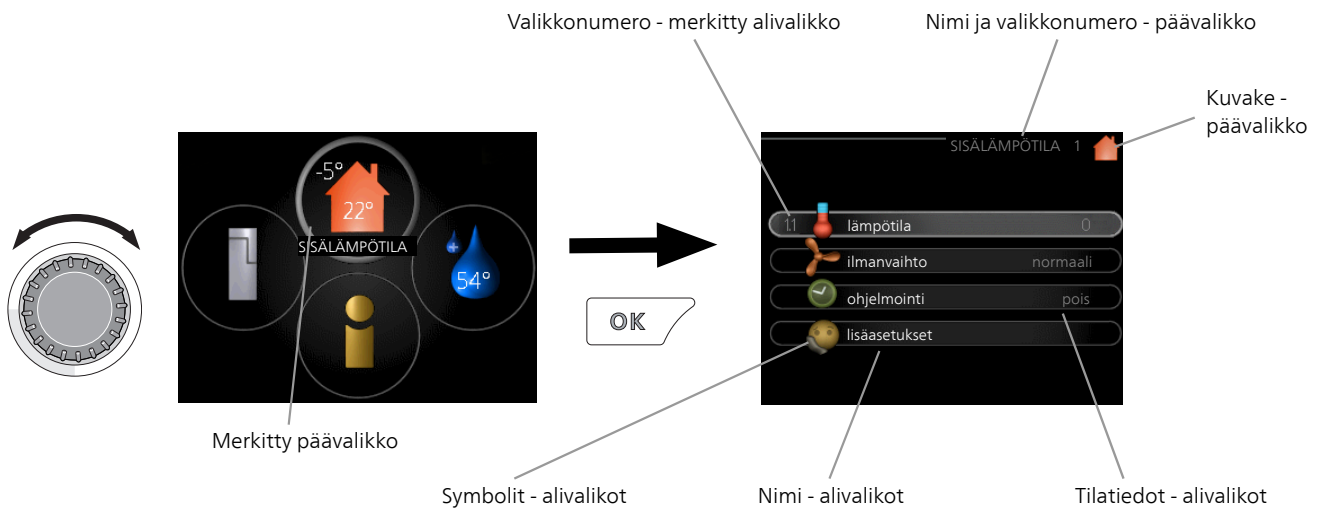 Valikkonumero - merkitty alivalikko
Nimi ja valikkonumero - päävalikko
Kuvake -
päävalikko
-5°
22°
SISÄLÄMPÖTILA
54°
OK
SISÄLÄMPÖTILA 1
1.1 lämpötila 0
ilmanvaihto normaali
ohjelmointi pois
lisäasetukset
Merkitty päävalikko
Symbolit - alivalikot
Nimi - alivalikot
Tilatiedot - alivalikot